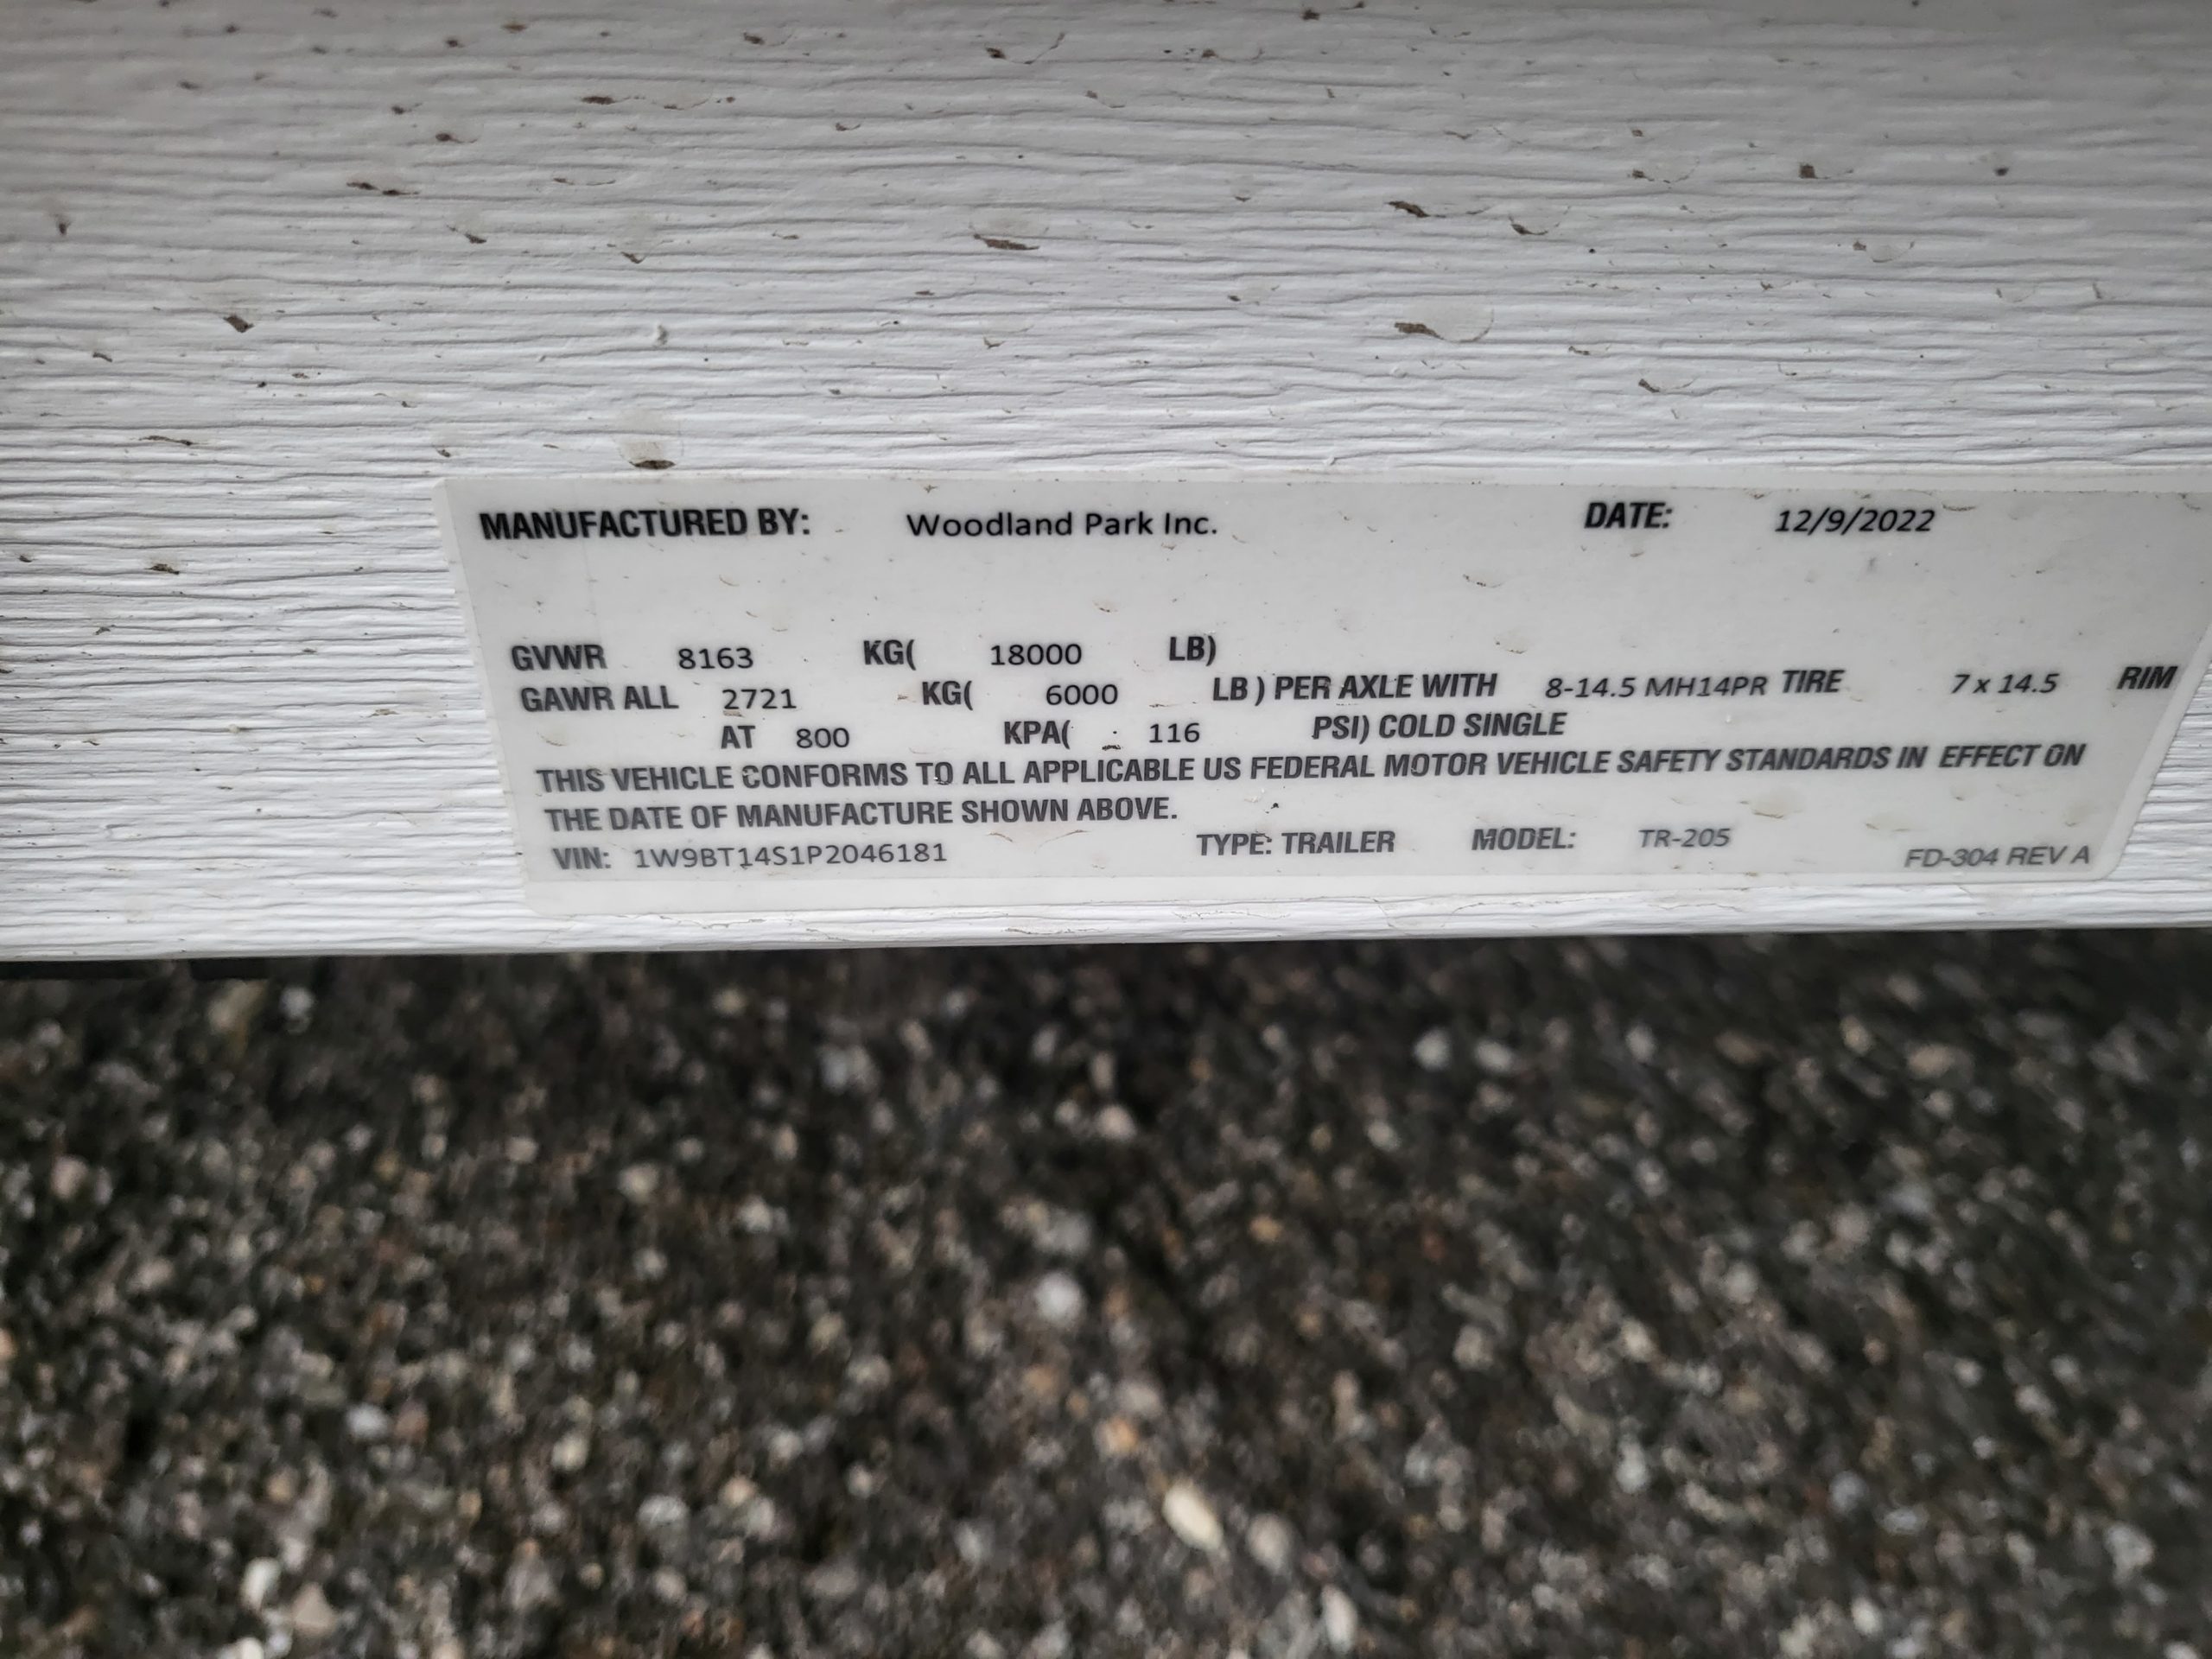 MANUFACTURED BY: Woodland Park Inc. DATE: 12/9/2022
GVWR 8163 KG( 18000 LB)
GAWR ALL 2721 KG( 6000 LB ) PER AXLE WITH 8-14.5 MH14PR TIRE 7 x 14.5 RIM
AT 800 KPA( 116 PSI) COLD SINGLE
THIS VEHICLE CONFORMS TO ALL APPLICABLE US FEDERAL MOTOR VEHICLE SAFETY STANDARDS IN EFFECT ON
THE DATE OF MANUFACTURE SHOWN ABOVE.
VIN: 1W9BT14S1P2046181 TYPE: TRAILER MODEL: TR-205 FD-304 REV A